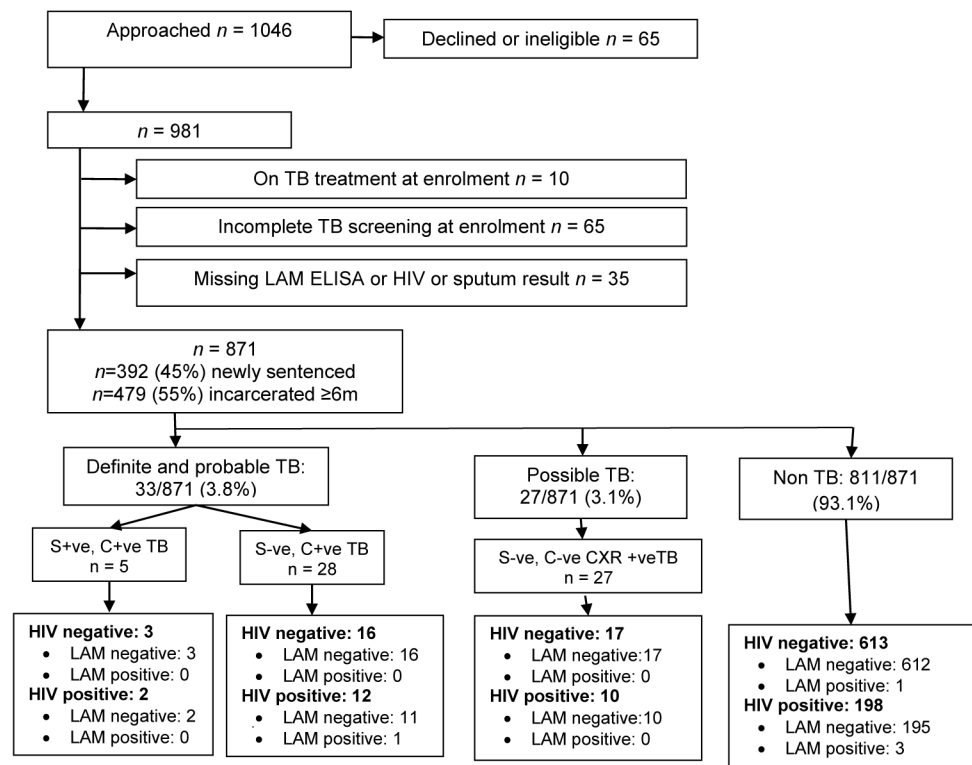 Approached n = 1046
Declined or ineligible n = 65
n = 981
On TB treatment at enrolment n = 10
Incomplete TB screening at enrolment n = 65
Missing LAM ELISA or HIV or sputum result n = 35
n = 871
n=392 (45%) newly sentenced
n=479 (55%) incarcerated ≥6m
Definite and probable TB:
33/871 (3.8%)
Possible TB:
27/871 (3.1%)
Non TB: 811/871
(93.1%)
S+ve, C+ve TB
n = 5
S-ve, C+ve TB
n = 28
S-ve, C-ve CXR +veTB
n = 27
HIV negative: 3
• LAM negative: 3
• LAM positive: 0
HIV positive: 2
• LAM negative: 2
• LAM positive: 0
HIV negative: 16
• LAM negative: 16
• LAM positive: 0
HIV positive: 12
• LAM negative: 11
• LAM positive: 1
HIV negative: 17
• LAM negative:17
• LAM positive: 0
HIV positive: 10
• LAM negative:10
• LAM positive: 0
HIV negative: 613
• LAM negative: 612
• LAM positive: 1
HIV positive: 198
• LAM negative: 195
• LAM positive: 3